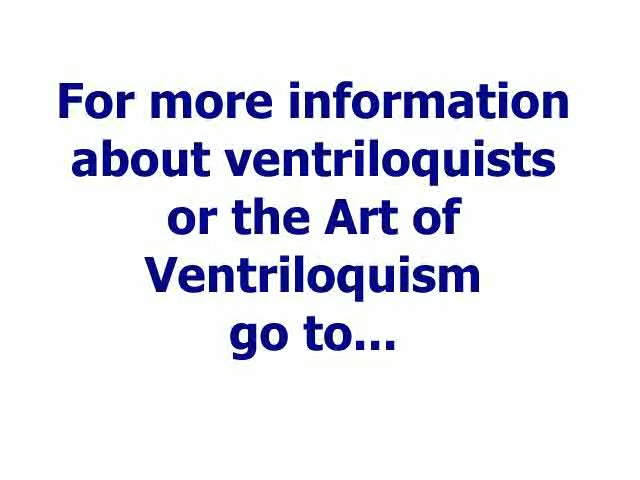 For more information
about ventriloquists
or the Art of
Ventriloquism
go to...